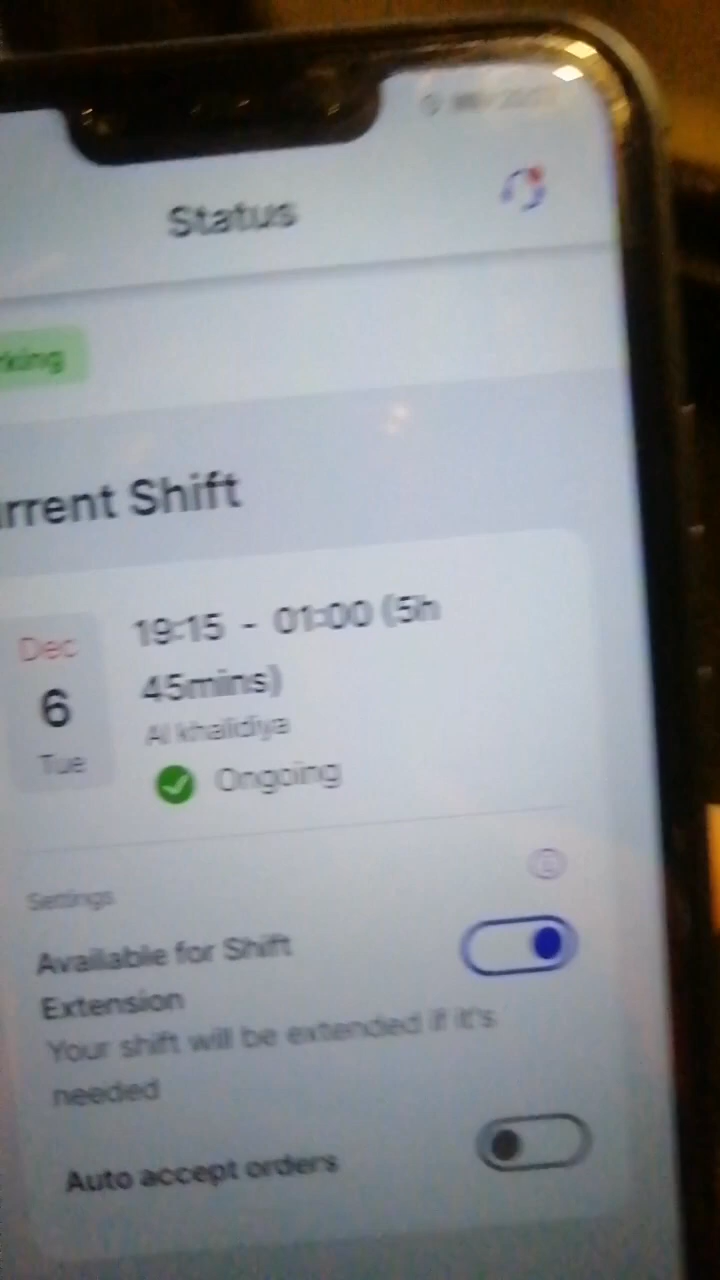 Status
rking
urrent Shift
Dec
6
Tue
19:15 - 01:00 (5h
45mins)
Al khalidiya
Ongoing
Settings
Available for Shift
Extension
Your shift will be extended if it's
needed
Auto accept orders